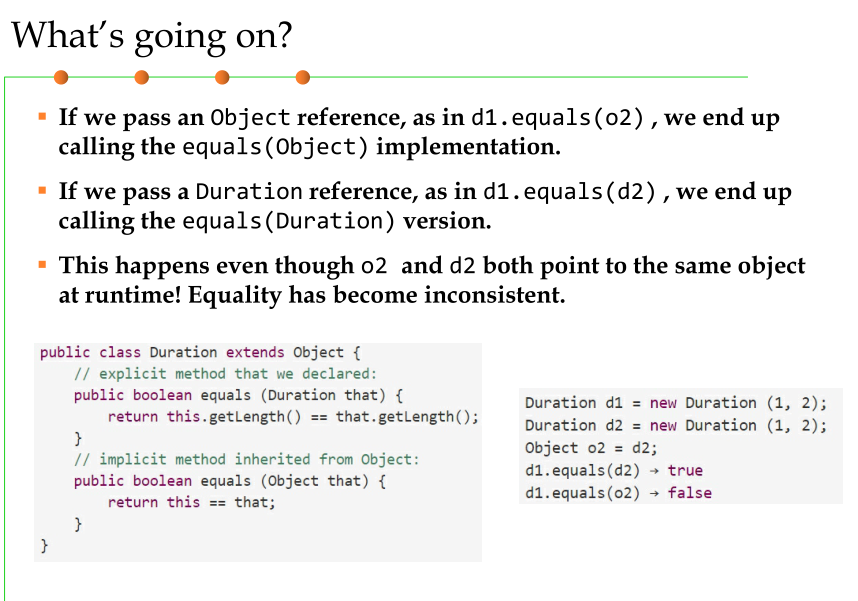 What's going on?
If we pass an Object reference, as in d1.equals(o2), we end up
calling the equals(Object) implementation.
If we pass a Duration reference, as in d1.equals(d2), we end up
calling the equals(Duration) version.
This happens even though o2 and d2 both point to the same object
at runtime! Equality has become inconsistent.
public class Duration extends Object {
    // explicit method that we declared:
    public boolean equals (Duration that) {
        return this.getLength() == that.getLength();
    }
    // implicit method inherited from Object:
    public boolean equals (Object that) {
        return this == that;
    }
}
Duration d1 = new Duration (1, 2);
Duration d2 = new Duration (1, 2);
Object o2 = d2;
d1.equals(d2) → true
d1.equals(o2) → false